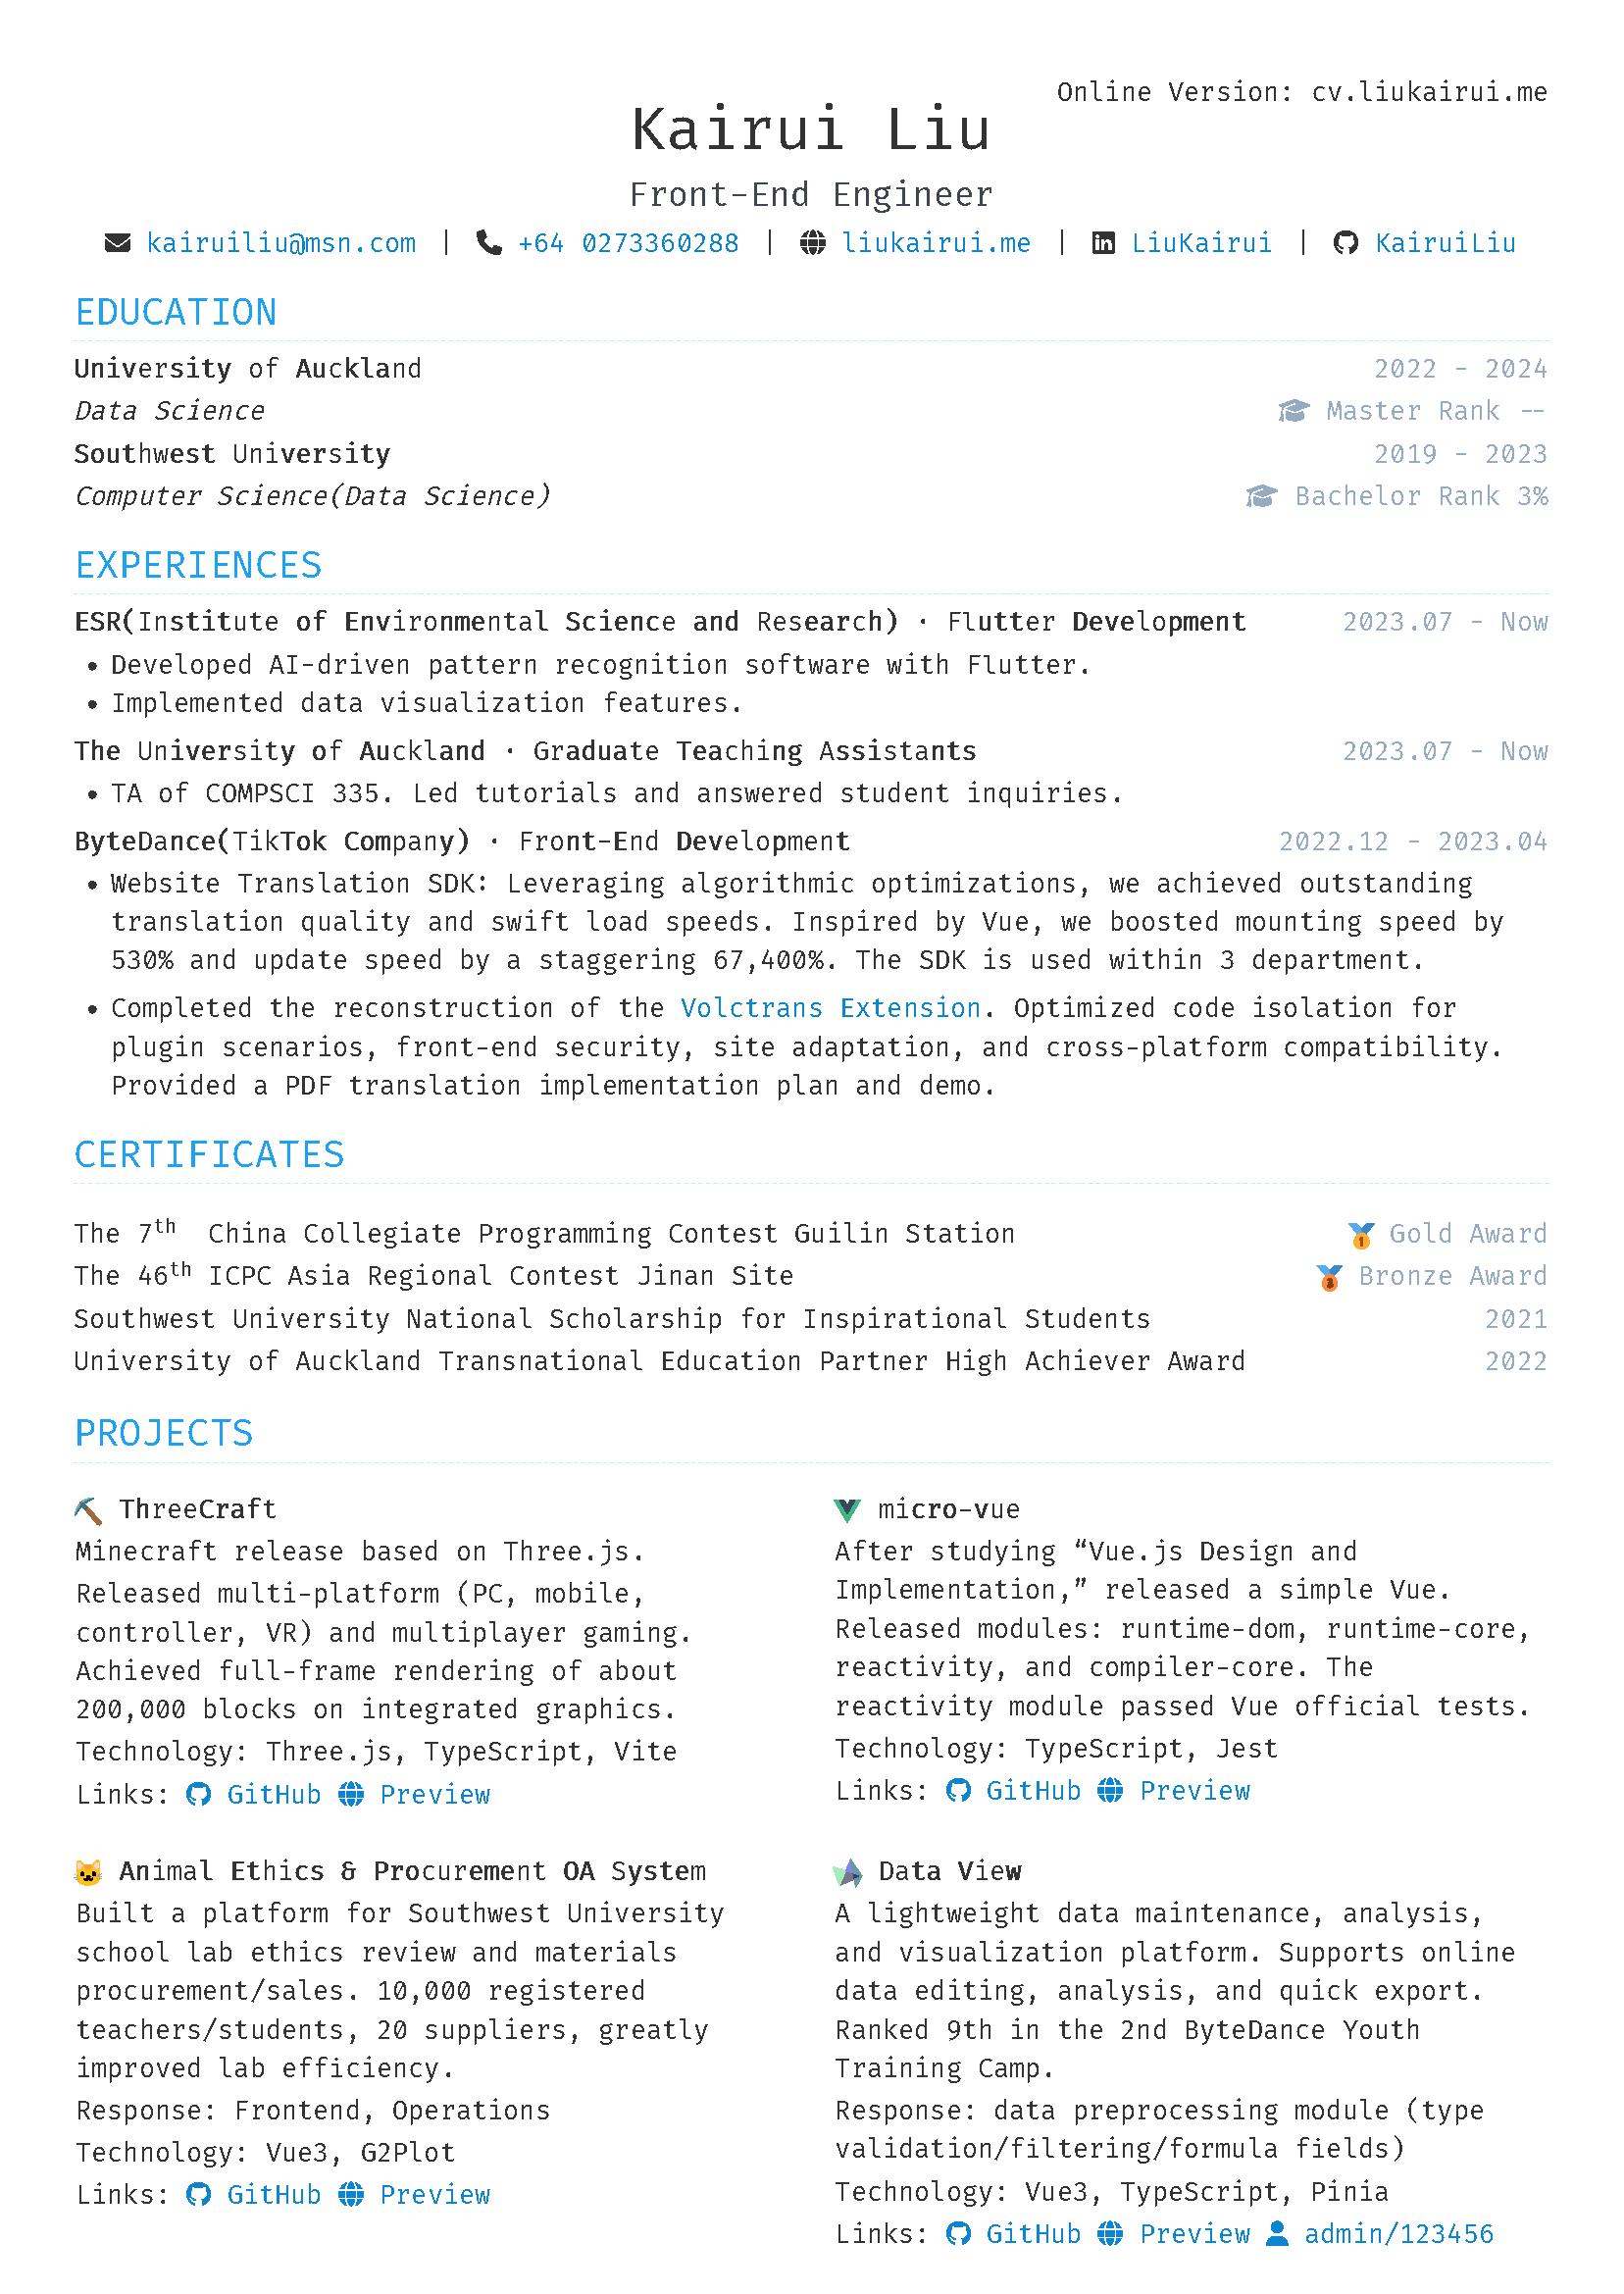 Online Version: cv.liukairui.me
Kairui Liu
Front-End Engineer
kairuiliu@msn.com | +64 0273360288 | liukairui.me | LiuKairui | KairuiLiu
EDUCATION
University of Auckland 2022 - 2024
Data Science Master Rank --
Southwest University 2019 - 2023
Computer Science(Data Science) Bachelor Rank 3%
EXPERIENCES
ESR(Institute of Environmental Science and Research) · Flutter Development 2023.07 - Now
• Developed AI-driven pattern recognition software with Flutter.
• Implemented data visualization features.
The University of Auckland · Graduate Teaching Assistants 2023.07 - Now
• TA of COMPSCI 335. Led tutorials and answered student inquiries.
ByteDance(TikTok Company) · Front-End Development 2022.12 - 2023.04
• Website Translation SDK: Leveraging algorithmic optimizations, we achieved outstanding
translation quality and swift load speeds. Inspired by Vue, we boosted mounting speed by
530% and update speed by a staggering 67,400%. The SDK is used within 3 department.
• Completed the reconstruction of the Volctrans Extension. Optimized code isolation for
plugin scenarios, front-end security, site adaptation, and cross-platform compatibility.
Provided a PDF translation implementation plan and demo.
CERTIFICATES
The 7th China Collegiate Programming Contest Guilin Station Gold Award
The 46th ICPC Asia Regional Contest Jinan Site Bronze Award
Southwest University National Scholarship for Inspirational Students 2021
University of Auckland Transnational Education Partner High Achiever Award 2022
PROJECTS
ThreeCraft
Minecraft release based on Three.js.
Released multi-platform (PC, mobile,
controller, VR) and multiplayer gaming.
Achieved full-frame rendering of about
200,000 blocks on integrated graphics.
Technology: Three.js, TypeScript, Vite
Links: GitHub Preview
micro-vue
After studying “Vue.js Design and
Implementation,” released a simple Vue.
Released modules: runtime-dom, runtime-core,
reactivity, and compiler-core. The
reactivity module passed Vue official tests.
Technology: TypeScript, Jest
Links: GitHub Preview
Animal Ethics & Procurement OA System
Built a platform for Southwest University
school lab ethics review and materials
procurement/sales. 10,000 registered
teachers/students, 20 suppliers, greatly
improved lab efficiency.
Response: Frontend, Operations
Technology: Vue3, G2Plot
Links: GitHub Preview
Data View
A lightweight data maintenance, analysis,
and visualization platform. Supports online
data editing, analysis, and quick export.
Ranked 9th in the 2nd ByteDance Youth
Training Camp.
Response: data preprocessing module (type
validation/filtering/formula fields)
Technology: Vue3, TypeScript, Pinia
Links: GitHub Preview admin/123456